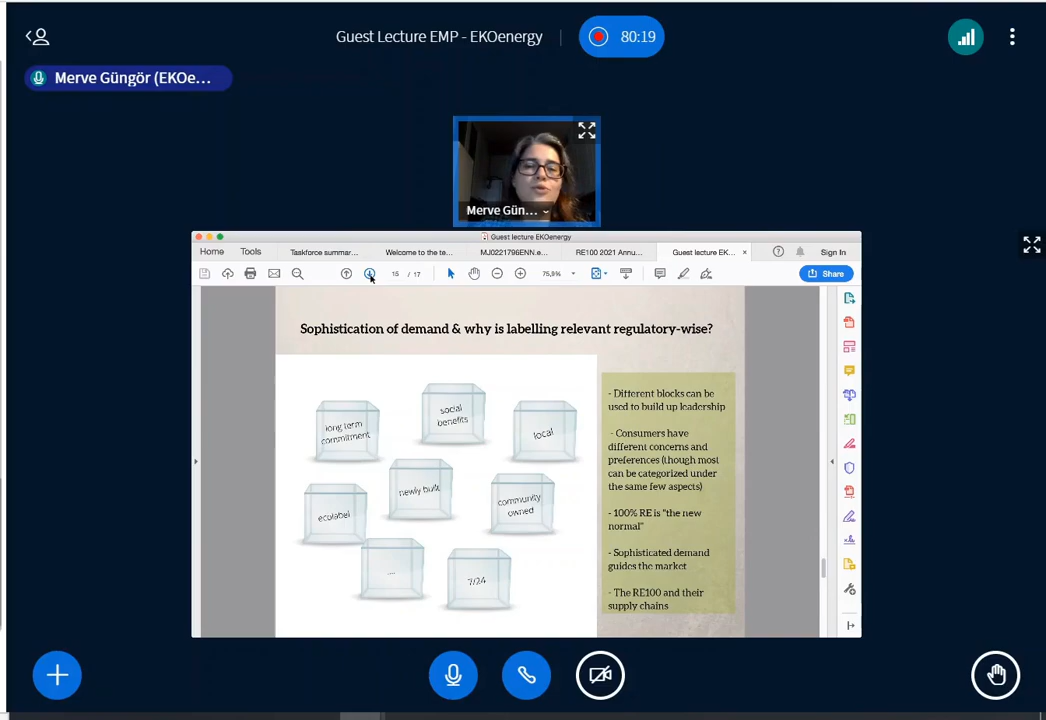 Guest Lecture EMP - EKOenergy
80:19
Merve Güngör (EKOe...
Merve Gün...
Guest lecture EKOenergy
Home Tools Taskforce summar... Welcome to the te... MJ0221796ENN.e... RE100 2021 Annu... Guest lecture EK... × Sign In
15 / 17 75,9% Share
Sophistication of demand & why is labelling relevant regulatory-wise?
long term
commitment
social
benefits
local
newly built
ecolabel
community
owned
...
7/24
- Different blocks can be
used to build up leadership
- Consumers have
different concerns and
preferences (though most
can be categorized under
the same few aspects)
- 100% RE is "the new
normal"
- Sophisticated demand
guides the market
- The RE100 and their
supply chains